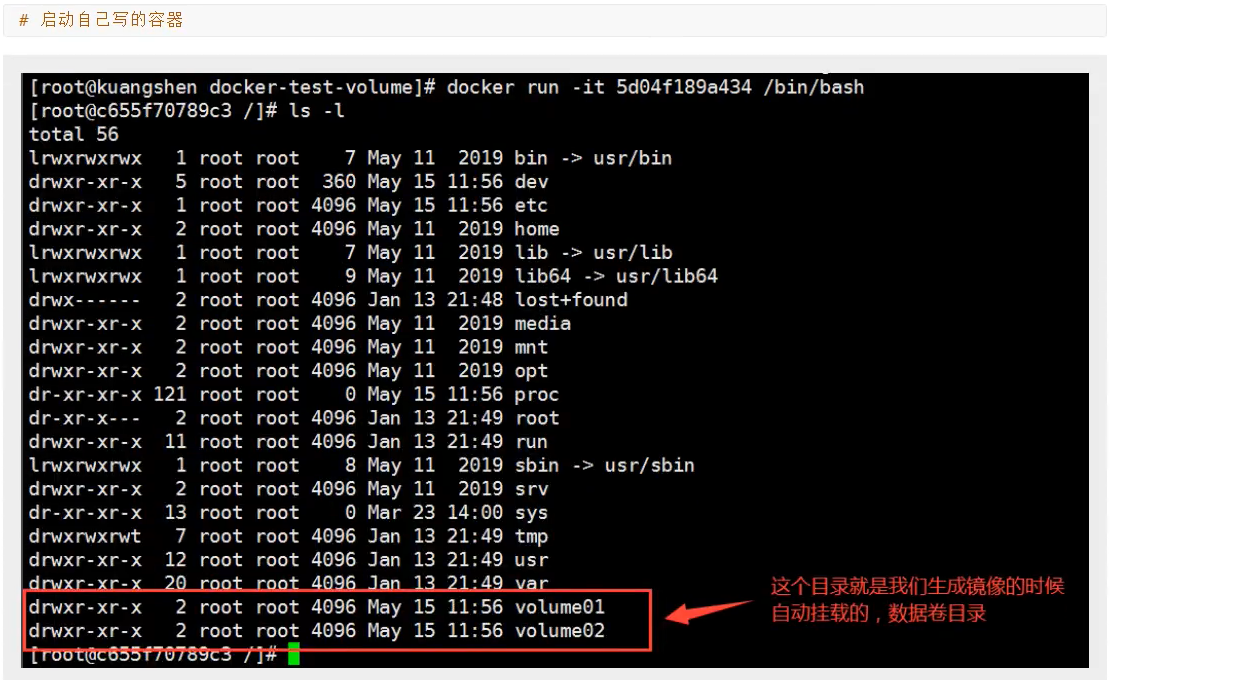 # 启动自己写的容器
[root@kuangshen docker-test-volume]# docker run -it 5d04f189a434 /bin/bash
[root@c655f70789c3 /]# ls -l
total 56
lrwxrwxrwx   1 root root    7 May 11  2019 bin -> usr/bin
drwxr-xr-x   5 root root  360 May 15 11:56 dev
drwxr-xr-x   1 root root 4096 May 15 11:56 etc
drwxr-xr-x   2 root root 4096 May 11  2019 home
lrwxrwxrwx   1 root root    7 May 11  2019 lib -> usr/lib
lrwxrwxrwx   1 root root    9 May 11  2019 lib64 -> usr/lib64
drwx------   2 root root 4096 Jan 13 21:48 lost+found
drwxr-xr-x   2 root root 4096 May 11  2019 media
drwxr-xr-x   2 root root 4096 May 11  2019 mnt
drwxr-xr-x   2 root root 4096 May 11  2019 opt
dr-xr-xr-x 121 root root    0 May 15 11:56 proc
dr-xr-x---   2 root root 4096 Jan 13 21:49 root
drwxr-xr-x  11 root root 4096 Jan 13 21:49 run
lrwxrwxrwx   1 root root    8 May 11  2019 sbin -> usr/sbin
drwxr-xr-x   2 root root 4096 May 11  2019 srv
dr-xr-xr-x  13 root root    0 Mar 23 14:00 sys
drwxrwxrwt   7 root root 4096 Jan 13 21:49 tmp
drwxr-xr-x  12 root root 4096 Jan 13 21:49 usr
drwxr-xr-x  20 root root 4096 Jan 13 21:49 var
drwxr-xr-x   2 root root 4096 May 15 11:56 volume01
drwxr-xr-x   2 root root 4096 May 15 11:56 volume02
[root@c655f70789c3 /]#
这个目录就是我们生成镜像的时候
自动挂载的，数据卷目录